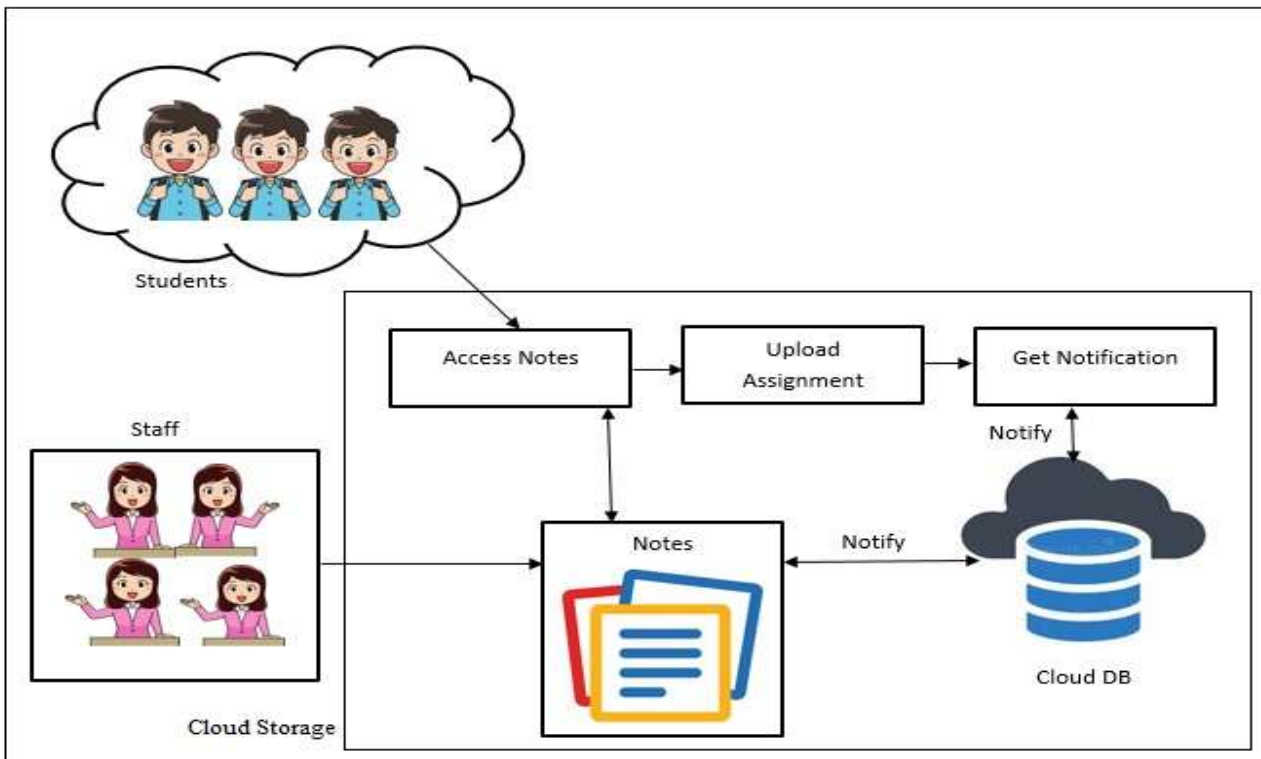 Students
Access Notes
Upload
Assignment
Get Notification
Staff
Notify
Notes
Notify
Cloud DB
Cloud Storage